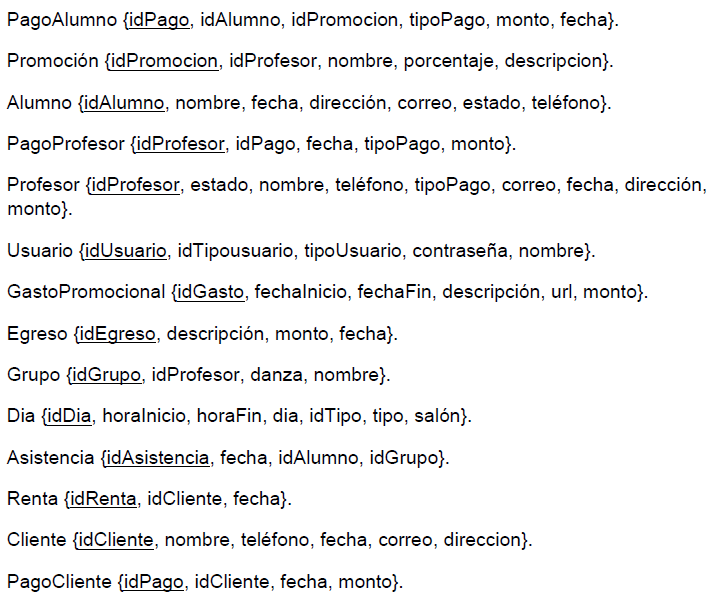 PagoAlumno {idPago, idAlumno, idPromocion, tipoPago, monto, fecha}.
Promoción {idPromocion, idProfesor, nombre, porcentaje, descripcion}.
Alumno {idAlumno, nombre, fecha, dirección, correo, estado, teléfono}.
PagoProfesor {idProfesor, idPago, fecha, tipoPago, monto}.
Profesor {idProfesor, estado, nombre, teléfono, tipoPago, correo, fecha, dirección,
monto}.
Usuario {idUsuario, idTipousuario, tipoUsuario, contraseña, nombre}.
GastoPromocional {idGasto, fechaInicio, fechaFin, descripción, url, monto}.
Egreso {idEgreso, descripción, monto, fecha}.
Grupo {idGrupo, idProfesor, danza, nombre}.
Dia {idDia, horaInicio, horaFin, dia, idTipo, tipo, salón}.
Asistencia {idAsistencia, fecha, idAlumno, idGrupo}.
Renta {idRenta, idCliente, fecha}.
Cliente {idCliente, nombre, teléfono, fecha, correo, direccion}.
PagoCliente {idPago, idCliente, fecha, monto}.